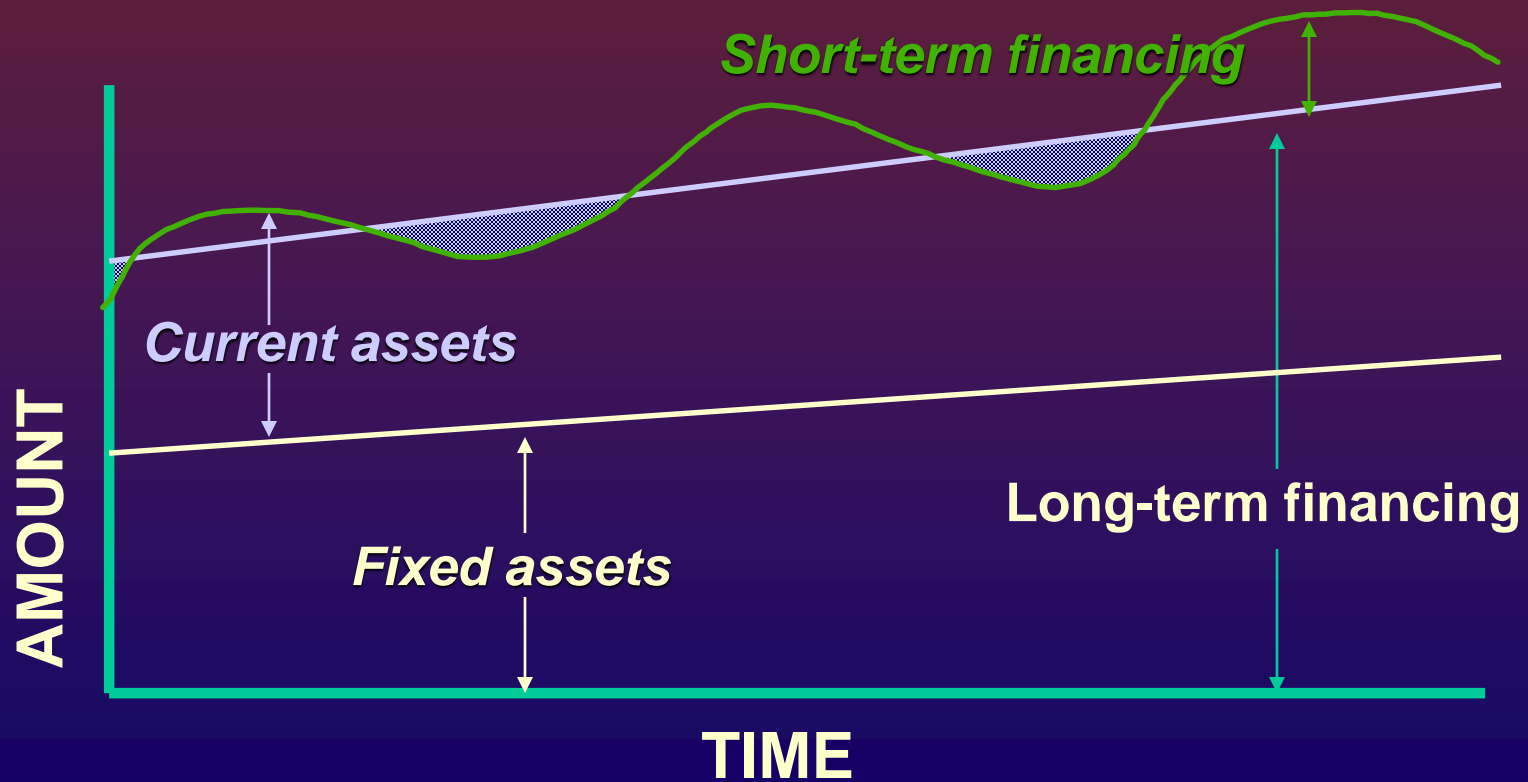 Short-term financing
Current assets
Long-term financing
Fixed assets
AMOUNT
TIME